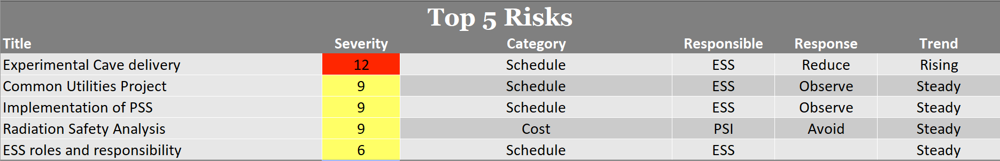 Top 5 Risks
Title Severity Category Responsible Response Trend
Experimental Cave delivery 12 Schedule ESS Reduce Rising
Common Utilities Project 9 Schedule ESS Observe Steady
Implementation of PSS 9 Schedule ESS Observe Steady
Radiation Safety Analysis 9 Cost PSI Avoid Steady
ESS roles and responsibility 6 Schedule ESS Steady